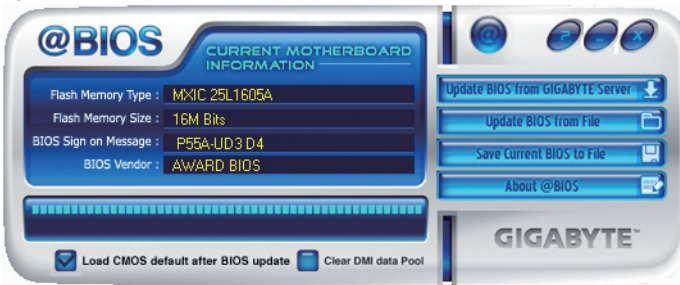 @BIOS
CURRENT MOTHERBOARD
INFORMATION
Flash Memory Type : MXIC 25L1605A
Flash Memory Size : 16M Bits
BIOS Sign on Message : P55A-UD3 D4
BIOS Vendor : AWARD BIOS
Load CMOS default after BIOS update Clear DMI data Pool
@ ? - X
Update BIOS from GIGABYTE Server
Update BIOS from File
Save Current BIOS to File
About @BIOS
GIGABYTE™